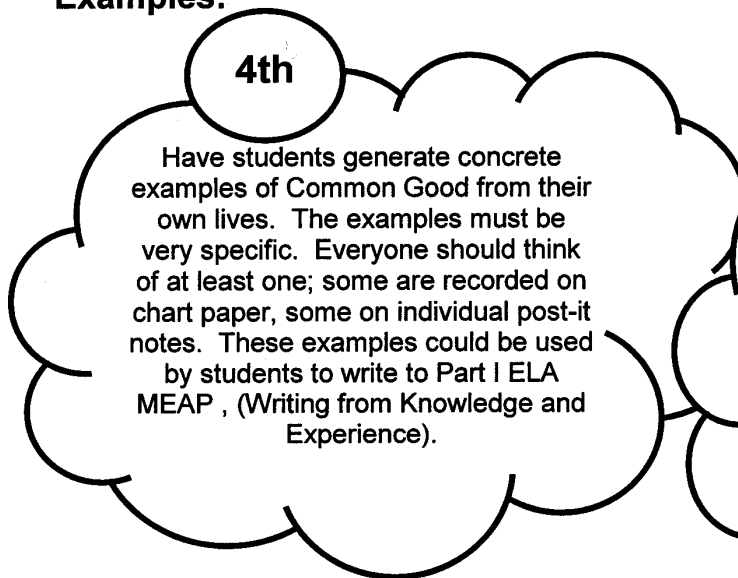 Examples:
4th
Have students generate concrete
examples of Common Good from their
own lives. The examples must be
very specific. Everyone should think
of at least one; some are recorded on
chart paper, some on individual post-it
notes. These examples could be used
by students to write to Part I ELA
MEAP , (Writing from Knowledge and
Experience).